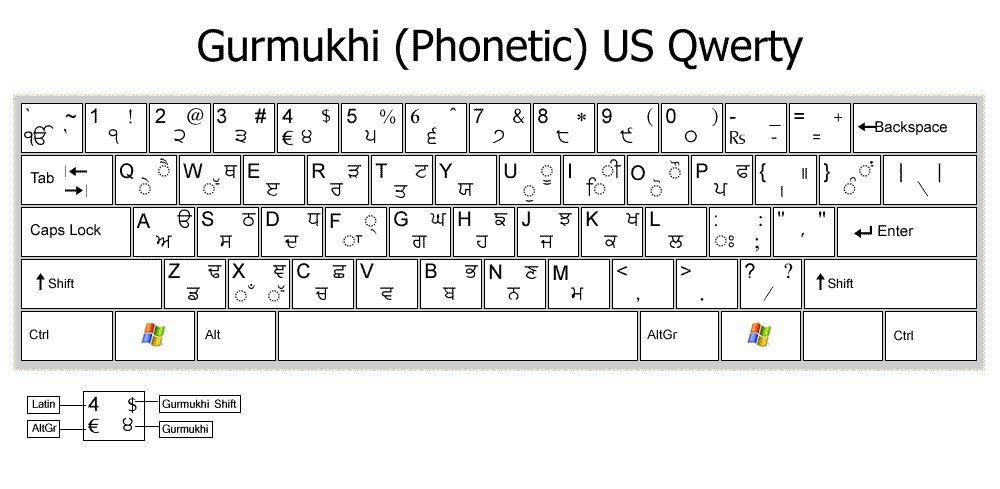 Gurmukhi (Phonetic) US Qwerty
` ~ ੴ ` 1 ! ੧ 2 @ ੨ 3 # ੩ 4 $ € ੪ 5 % ੫ 6 ^ ੬ 7 & ੭ 8 * ੮ 9 ( ੯ 0 ) ੦ - _ ₨ - = + = Backspace
Tab Q ੈ ੇ W ਥ ੱ E ੲ R ੜ ਰ T ਟ ਤ Y ਯ U ੂ ੁ I ੀ ਿ O ੌ ੋ P ਫ ਪ { ॥ । } ਂ | | \
Caps Lock A ੳ ਅ S ਠ ਸ D ਧ ਦ F ੍ ਾ G ਘ ਗ H ਙ ਹ J ਝ ਜ K ਖ ਕ L ਲ : : ਃ ; " " ' Enter
Shift Z ਢ ਡ X ਞ ੱ C ਛ ਚ V ਵ B ਭ ਬ N ਣ ਨ M ਮ < , > . ? ? / Shift
Ctrl Alt AltGr Ctrl
Latin 4 $ Gurmukhi Shift
AltGr € ੪ Gurmukhi